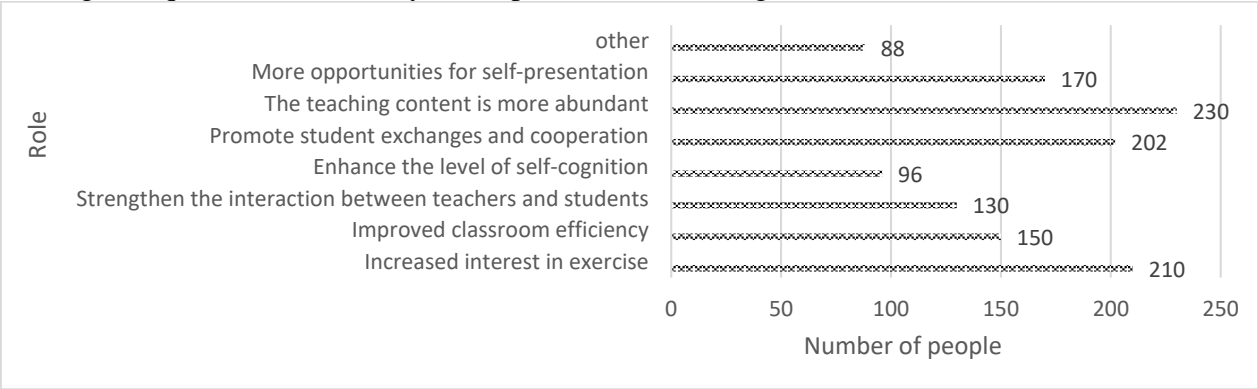 other
88
More opportunities for self-presentation
170
The teaching content is more abundant
230
Promote student exchanges and cooperation
202
Enhance the level of self-cognition
96
Strengthen the interaction between teachers and students
130
Improved classroom efficiency
150
Increased interest in exercise
210
Role
0 50 100 150 200 250
Number of people